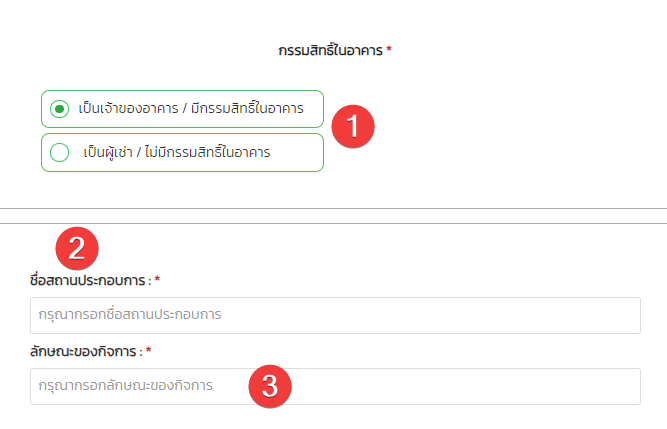 กรรมสิทธิ์ในอาคาร *
เป็นเจ้าของอาคาร / มีกรรมสิทธิ์ในอาคาร
1
เป็นผู้เช่า / ไม่มีกรรมสิทธิ์ในอาคาร
2
ชื่อสถานประกอบการ : *
กรุณากรอกชื่อสถานประกอบการ
ลักษณะของกิจการ : *
กรุณากรอกลักษณะของกิจการ 3